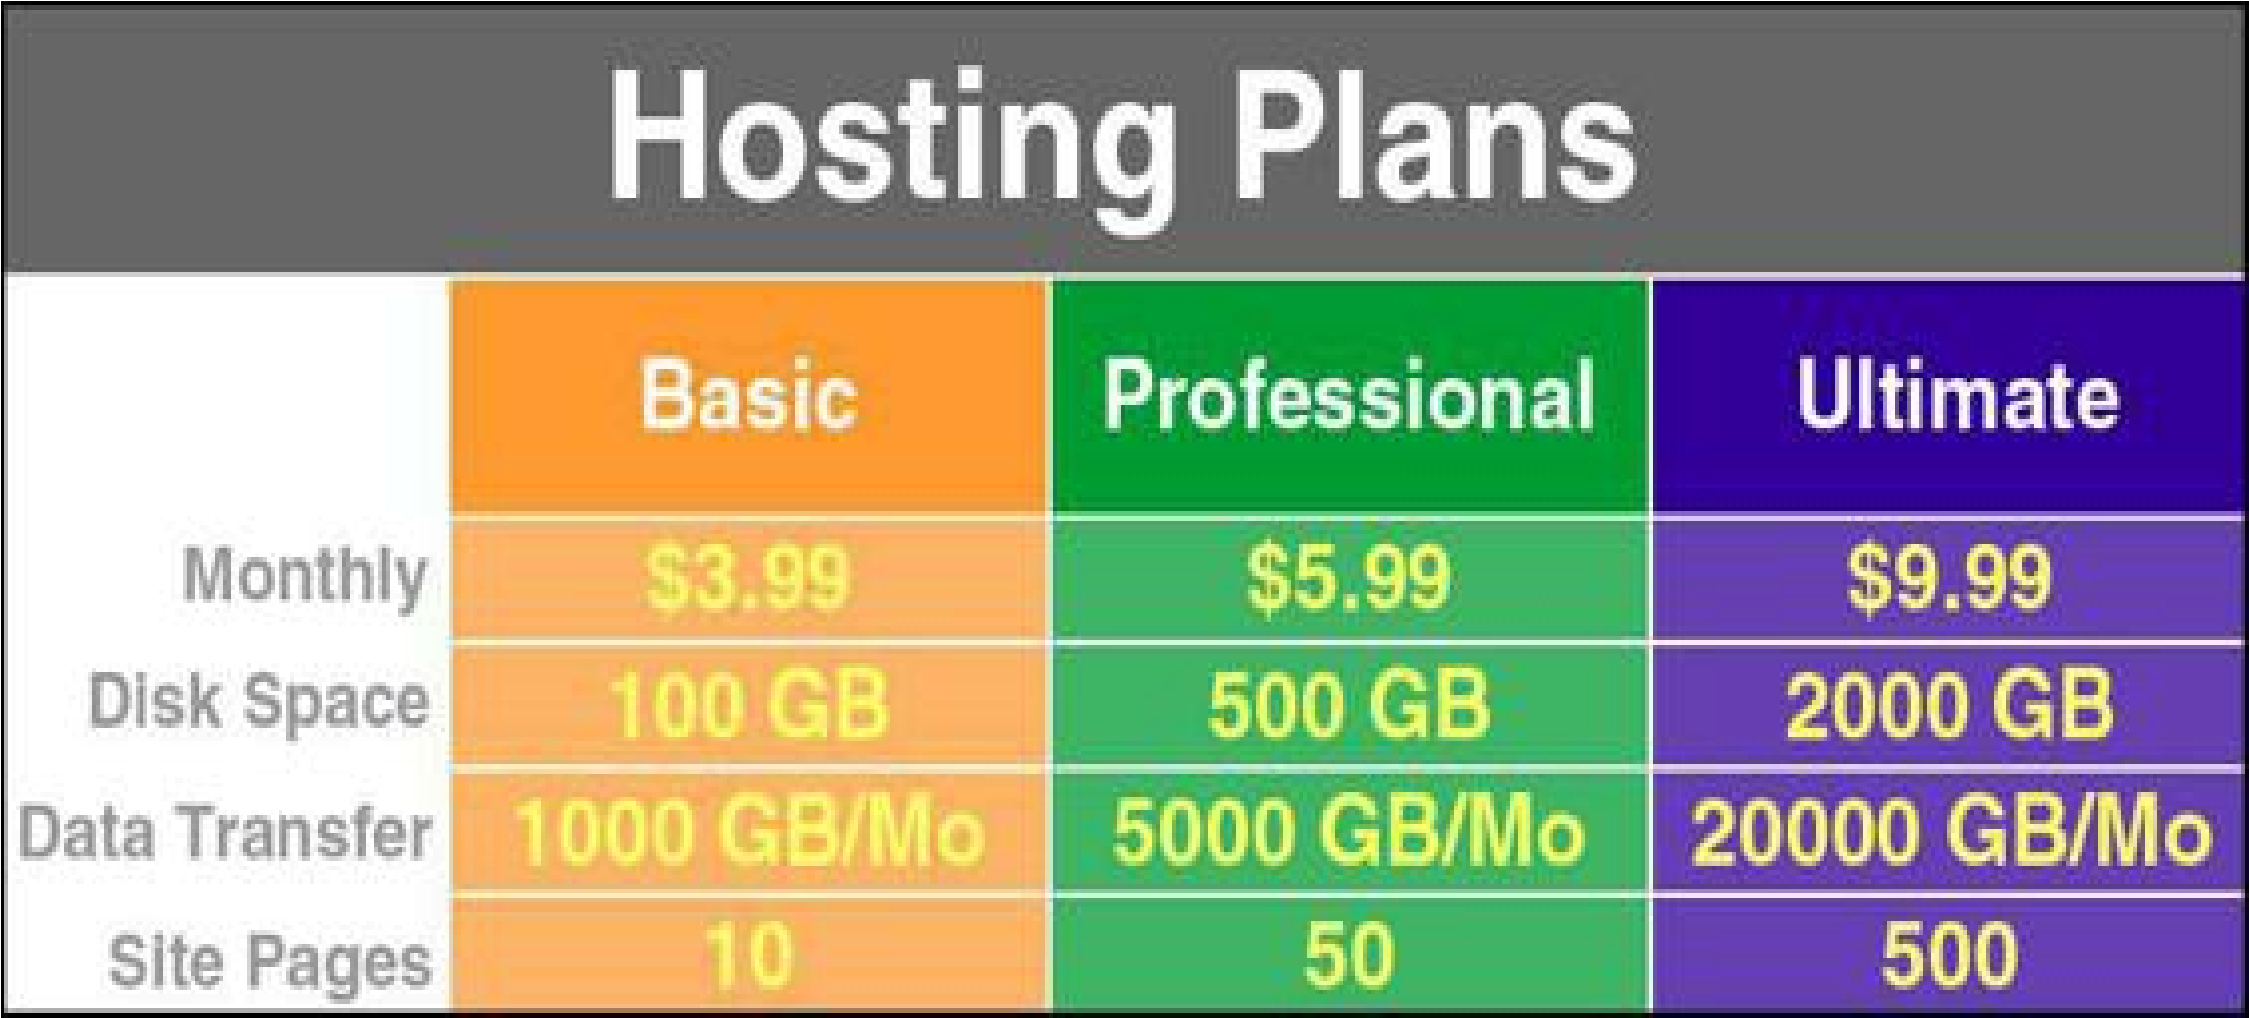 Hosting Plans
Basic Professional Ultimate
Monthly $3.99 $5.99 $9.99
Disk Space 100 GB 500 GB 2000 GB
Data Transfer 1000 GB/Mo 5000 GB/Mo 20000 GB/Mo
Site Pages 10 50 500